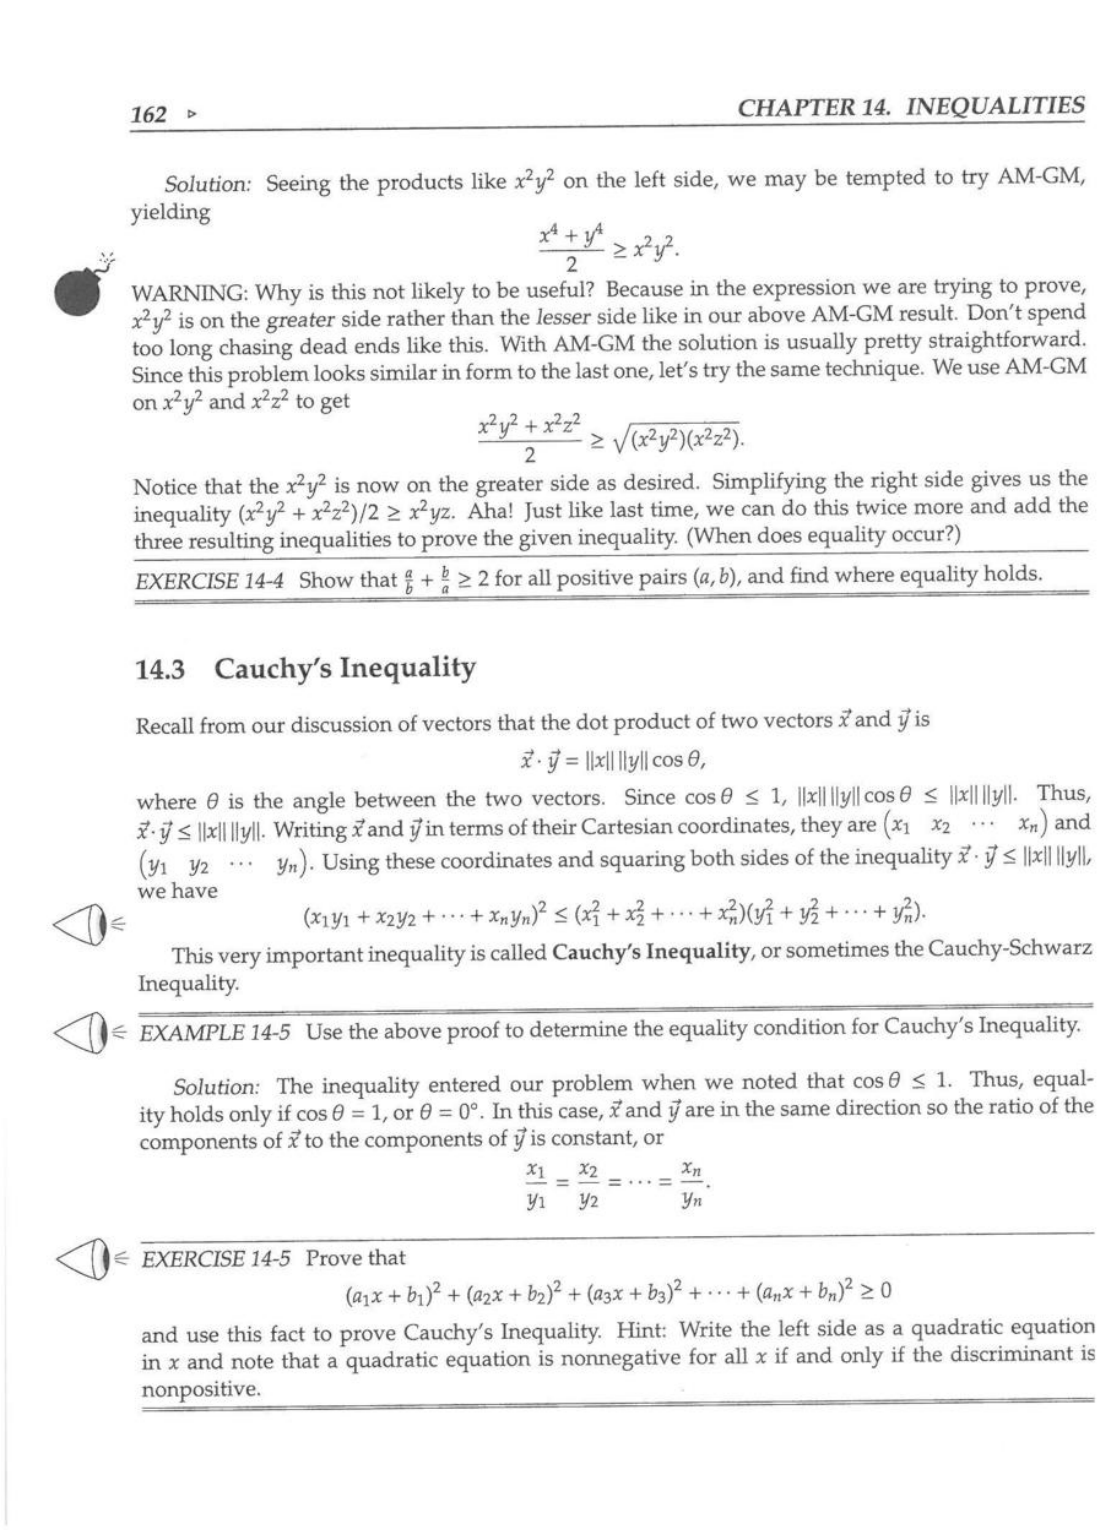 162 ▹ CHAPTER 14. INEQUALITIES
Solution: Seeing the products like x²y² on the left side, we may be tempted to try AM-GM,
yielding
(x⁴ + y⁴)/2 ≥ x²y².
WARNING: Why is this not likely to be useful? Because in the expression we are trying to prove,
x²y² is on the greater side rather than the lesser side like in our above AM-GM result. Don't spend
too long chasing dead ends like this. With AM-GM the solution is usually pretty straightforward.
Since this problem looks similar in form to the last one, let's try the same technique. We use AM-GM
on x²y² and x²z² to get
(x²y² + x²z²)/2 ≥ √((x²y²)(x²z²)).
Notice that the x²y² is now on the greater side as desired. Simplifying the right side gives us the
inequality (x²y² + x²z²)/2 ≥ x²yz. Aha! Just like last time, we can do this twice more and add the
three resulting inequalities to prove the given inequality. (When does equality occur?)
EXERCISE 14-4 Show that a/b + b/a ≥ 2 for all positive pairs (a, b), and find where equality holds.
14.3 Cauchy's Inequality
Recall from our discussion of vectors that the dot product of two vectors x⃗ and y⃗ is
x⃗ · y⃗ = ||x|| ||y|| cos θ,
where θ is the angle between the two vectors. Since cos θ ≤ 1, ||x|| ||y|| cos θ ≤ ||x|| ||y||. Thus,
x⃗ · y⃗ ≤ ||x|| ||y||. Writing x⃗ and y⃗ in terms of their Cartesian coordinates, they are (x₁ x₂ ⋯ xₙ) and
(y₁ y₂ ⋯ yₙ). Using these coordinates and squaring both sides of the inequality x⃗ · y⃗ ≤ ||x|| ||y||,
we have
(x₁y₁ + x₂y₂ + ⋯ + xₙyₙ)² ≤ (x₁² + x₂² + ⋯ + xₙ²)(y₁² + y₂² + ⋯ + yₙ²).
This very important inequality is called Cauchy's Inequality, or sometimes the Cauchy-Schwarz
Inequality.
EXAMPLE 14-5 Use the above proof to determine the equality condition for Cauchy's Inequality.
Solution: The inequality entered our problem when we noted that cos θ ≤ 1. Thus, equal-
ity holds only if cos θ = 1, or θ = 0°. In this case, x⃗ and y⃗ are in the same direction so the ratio of the
components of x⃗ to the components of y⃗ is constant, or
x₁/y₁ = x₂/y₂ = ⋯ = xₙ/yₙ.
EXERCISE 14-5 Prove that
(a₁x + b₁)² + (a₂x + b₂)² + (a₃x + b₃)² + ⋯ + (aₙx + bₙ)² ≥ 0
and use this fact to prove Cauchy's Inequality. Hint: Write the left side as a quadratic equation
in x and note that a quadratic equation is nonnegative for all x if and only if the discriminant is
nonpositive.